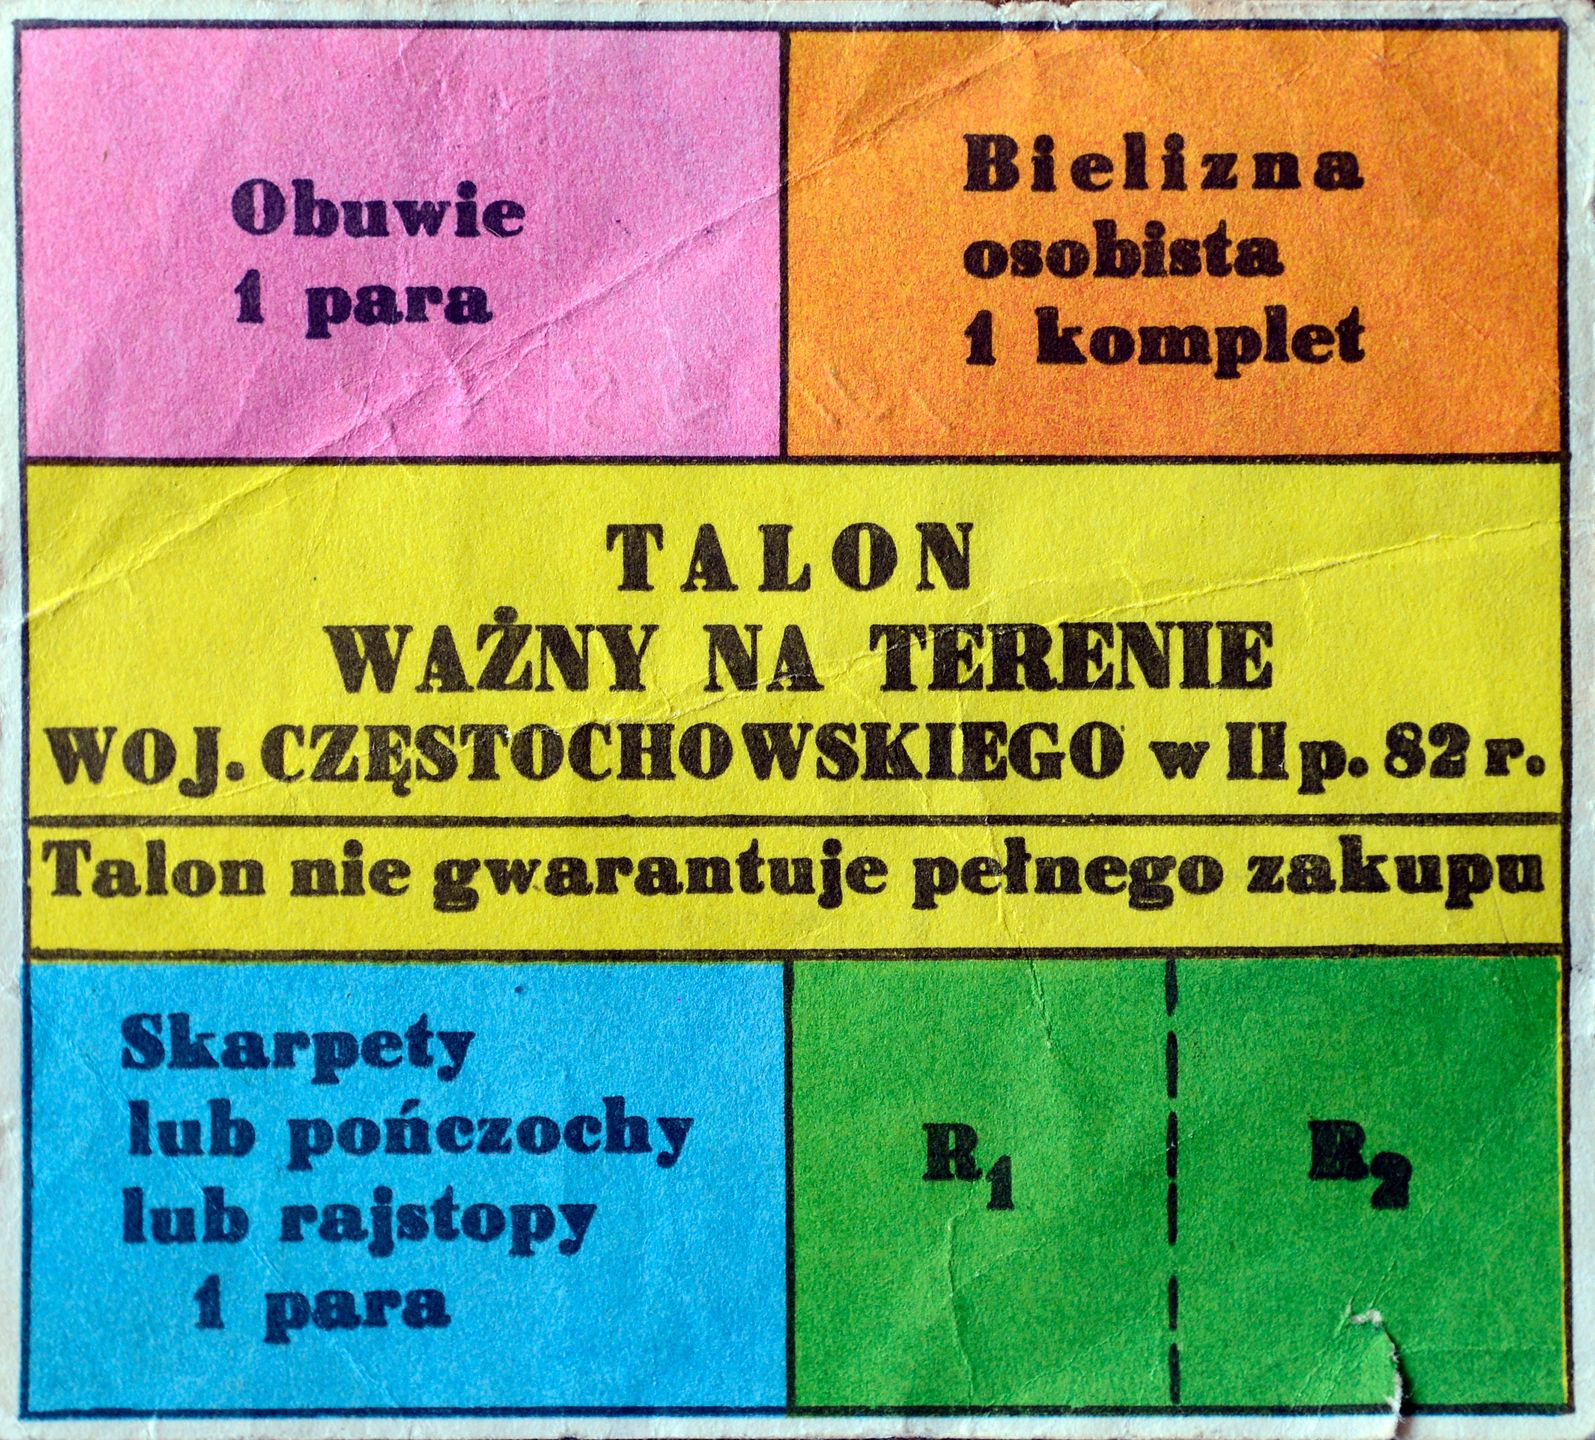 Obuwie
1 para
Bielizna
osobista
1 komplet
TALON
WAŻNY NA TERENIE
WOJ. CZĘSTOCHOWSKIEGO w II p. 82 r.
Talon nie gwarantuje pełnego zakupu
Skarpety
lub pończochy
lub rajstopy
1 para
R1
R2